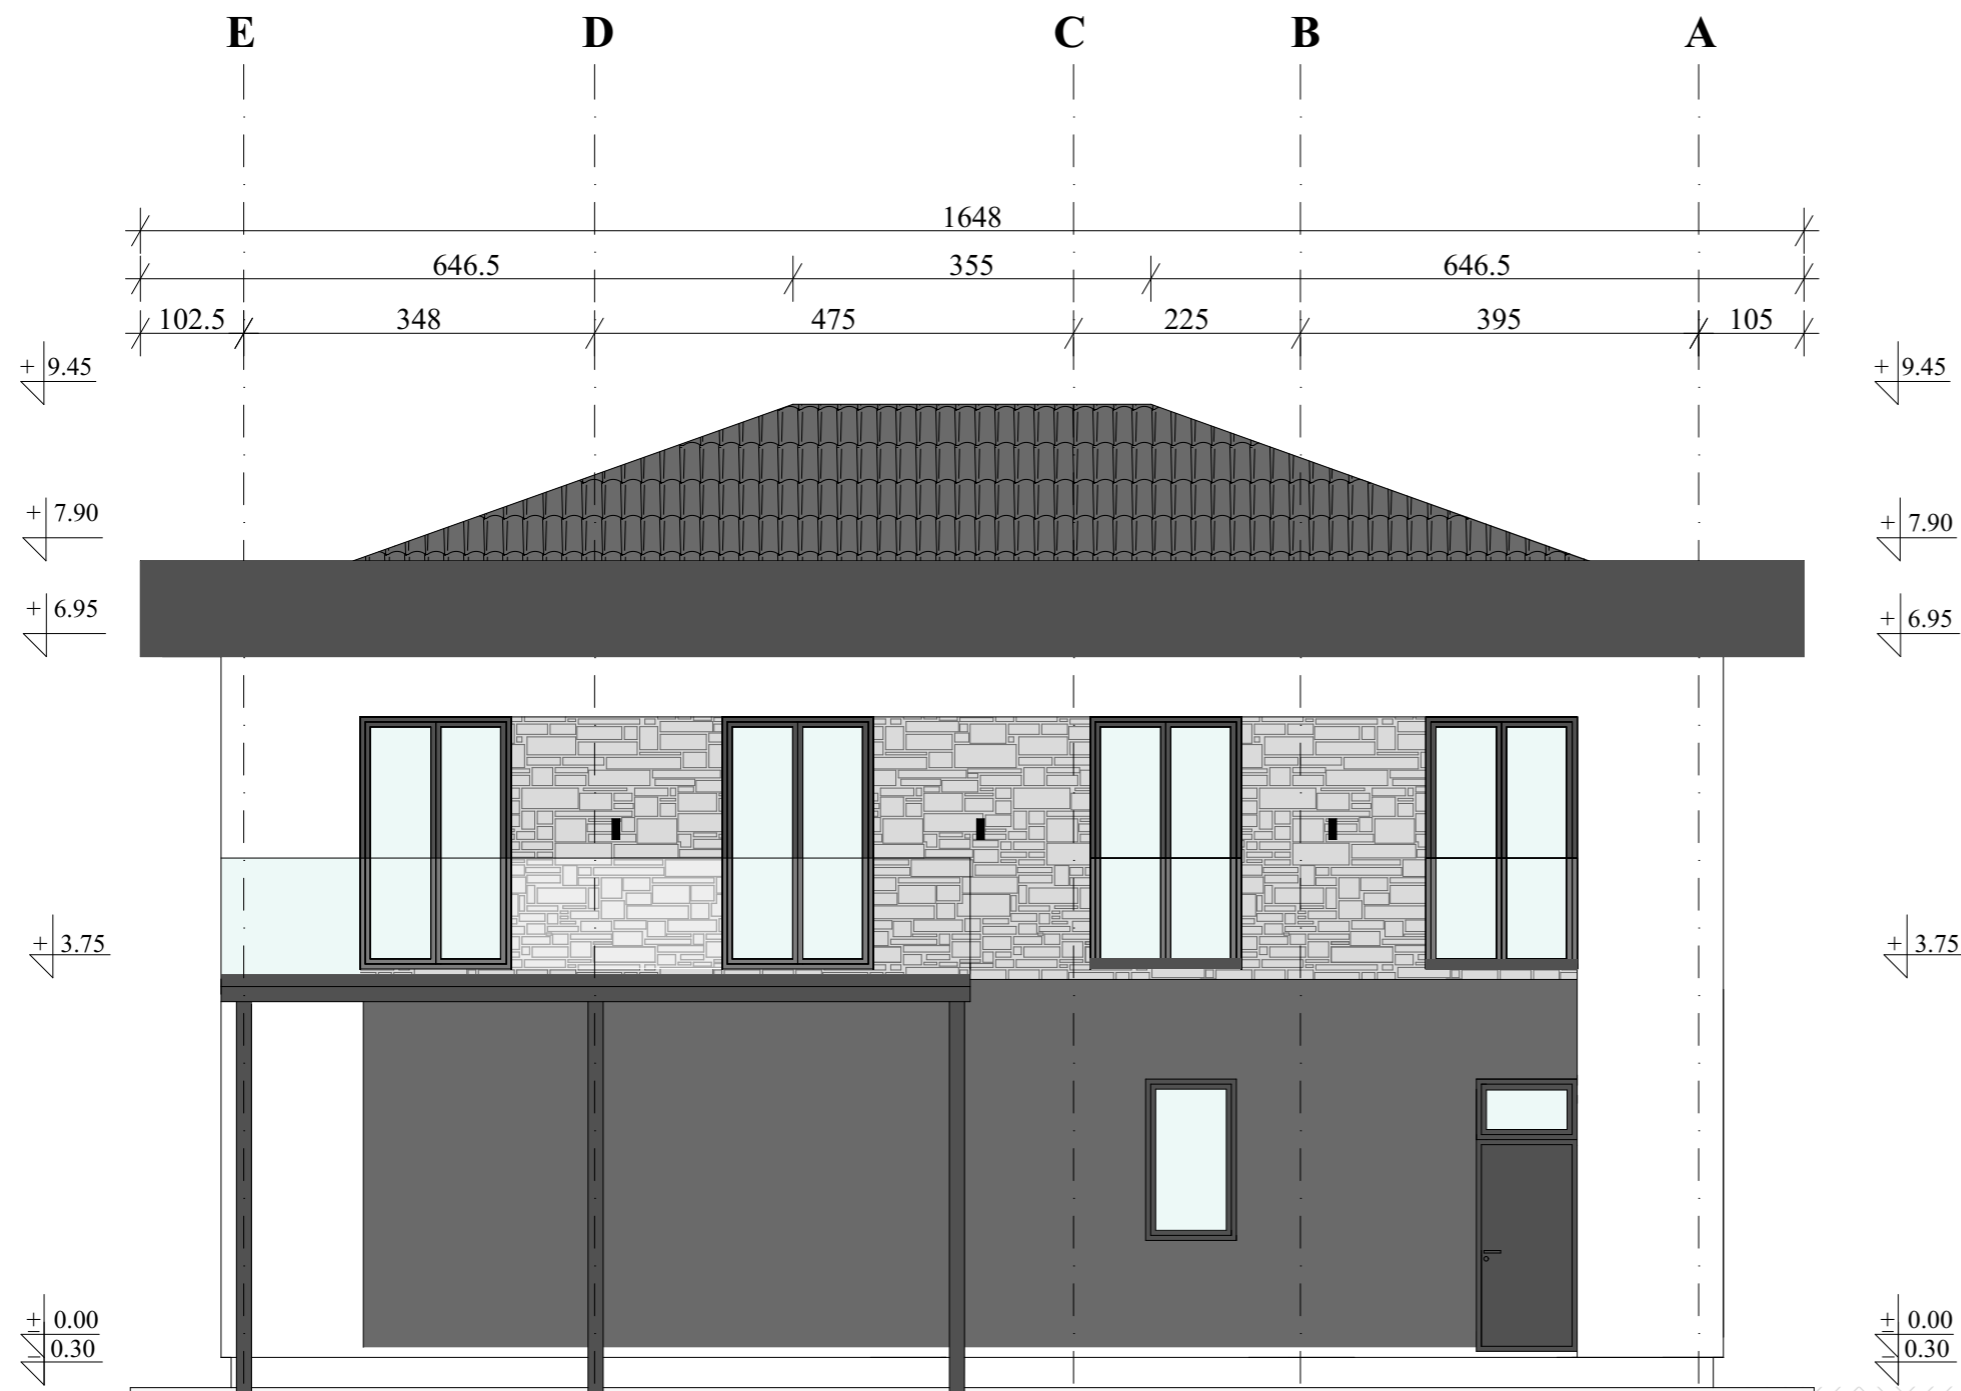 E D C B A
1648
646.5 355 646.5
102.5 348 475 225 395 105
+ 9.45 + 9.45
+ 7.90 + 7.90
+ 6.95 + 6.95
+ 3.75 + 3.75
± 0.00 ± 0.00
- 0.30 - 0.30